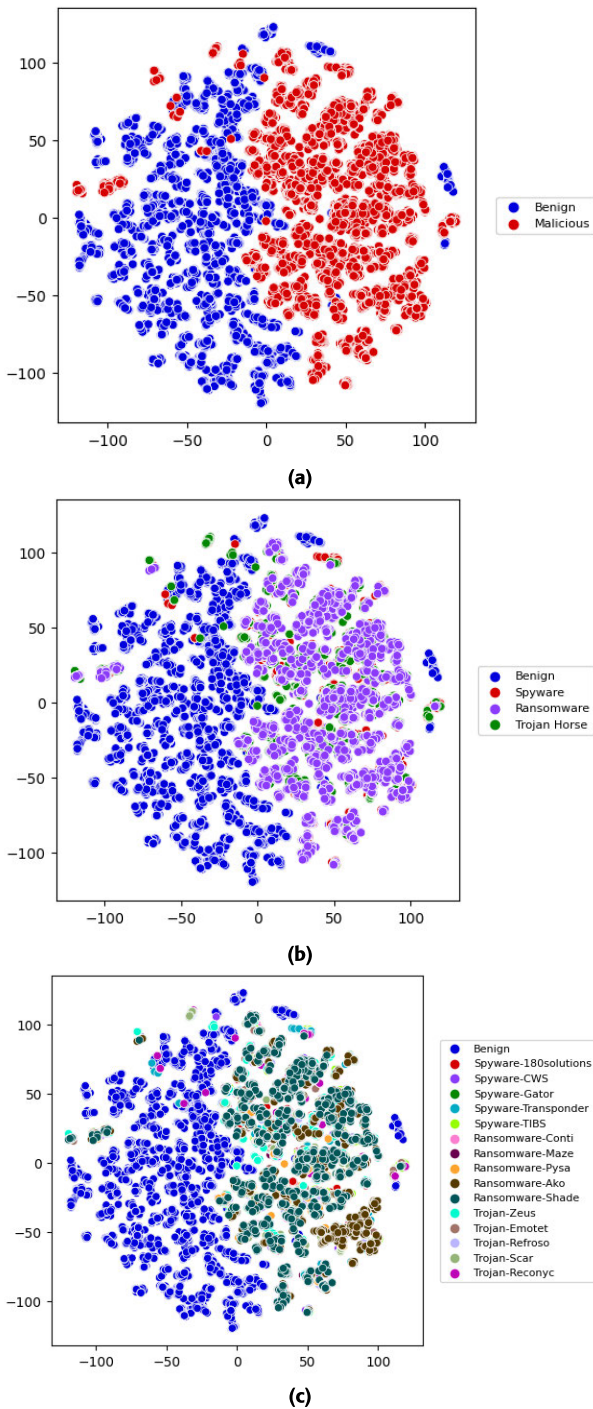 100
50
0
−50
−100
−100 −50 0 50 100
Benign
Malicious
(a)
100
50
0
−50
−100
−100 −50 0 50 100
Benign
Spyware
Ransomware
Trojan Horse
(b)
100
50
0
−50
−100
−100 −50 0 50 100
Benign
Spyware-180solutions
Spyware-CWS
Spyware-Gator
Spyware-Transponder
Spyware-TIBS
Ransomware-Conti
Ransomware-Maze
Ransomware-Pysa
Ransomware-Ako
Ransomware-Shade
Trojan-Zeus
Trojan-Emotet
Trojan-Refroso
Trojan-Scar
Trojan-Reconyc
(c)